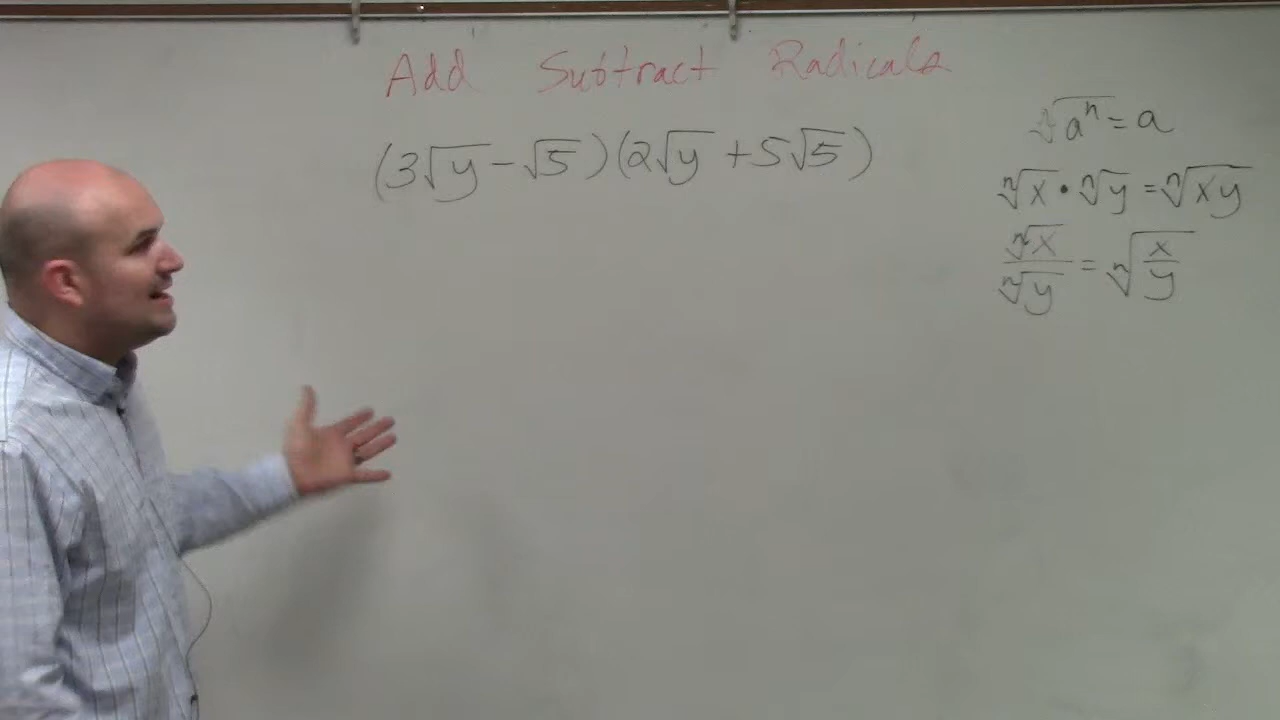 Add Subtract Radicals
(3√y - √5)(2√y + 5√5)
ⁿ√aⁿ = a
ⁿ√x · ⁿ√y = ⁿ√xy
ⁿ√x / ⁿ√y = ⁿ√x/y